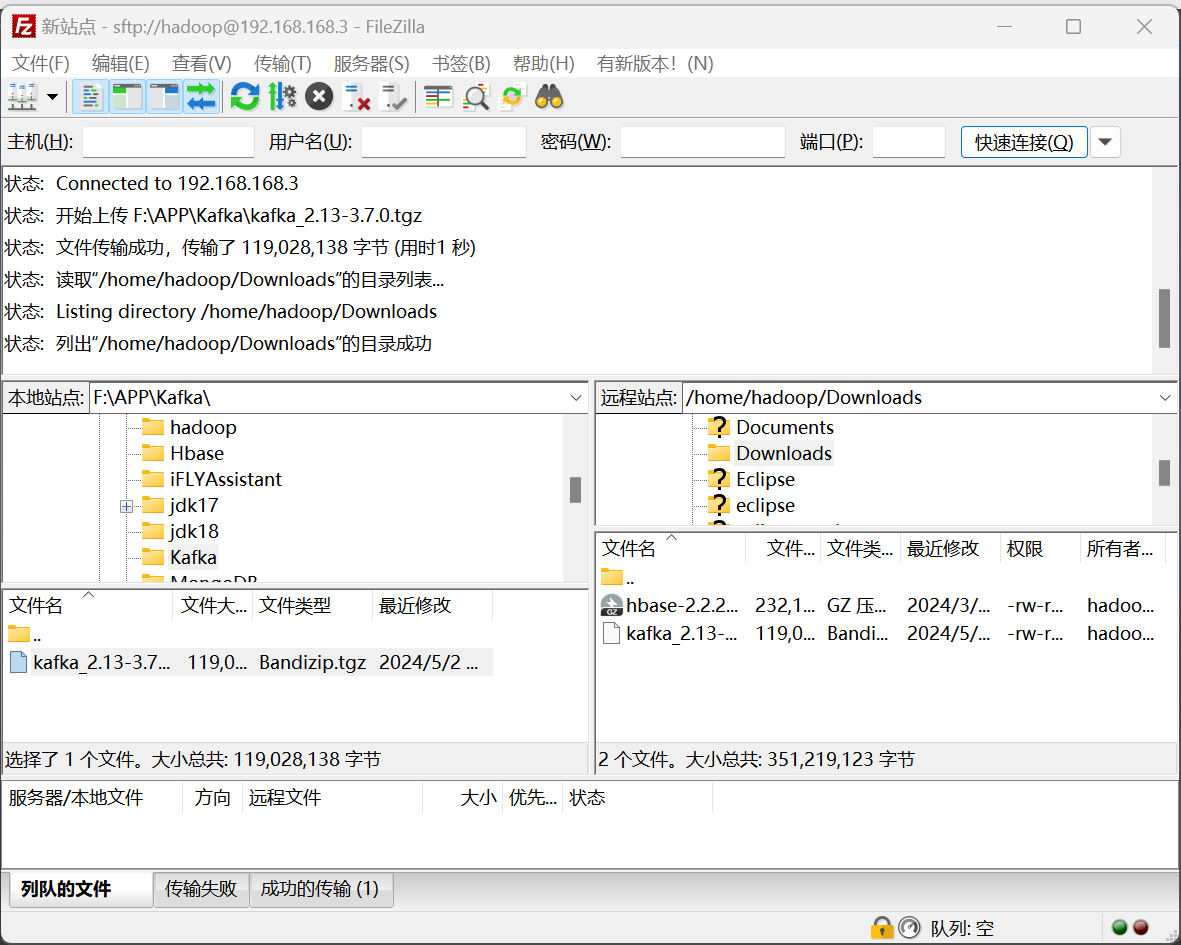 新站点 - sftp://hadoop@192.168.168.3 - FileZilla
文件(F) 编辑(E) 查看(V) 传输(T) 服务器(S) 书签(B) 帮助(H) 有新版本！(N)
主机(H): 用户名(U): 密码(W): 端口(P): 快速连接(Q)
状态: Connected to 192.168.168.3
状态: 开始上传 F:\APP\Kafka\kafka_2.13-3.7.0.tgz
状态: 文件传输成功，传输了 119,028,138 字节 (用时1 秒)
状态: 读取“/home/hadoop/Downloads”的目录列表...
状态: Listing directory /home/hadoop/Downloads
状态: 列出“/home/hadoop/Downloads”的目录成功
本地站点: F:\APP\Kafka\
hadoop
Hbase
iFLYAssistant
jdk17
jdk18
Kafka
MongoDB
文件名 文件大... 文件类型 最近修改
..
kafka_2.13-3.7... 119,0... Bandizip.tgz 2024/5/2 ...
选择了 1 个文件。大小总共: 119,028,138 字节
远程站点: /home/hadoop/Downloads
Documents
Downloads
Eclipse
eclipse
文件名 文件... 文件类... 最近修改 权限 所有者...
..
hbase-2.2.2... 232,1... GZ 压... 2024/3/... -rw-r... hadoo...
kafka_2.13-... 119,0... Bandi... 2024/5/... -rw-r... hadoo...
2 个文件。大小总共: 351,219,123 字节
服务器/本地文件 方向 远程文件 大小 优先... 状态
列队的文件 传输失败 成功的传输 (1)
队列: 空